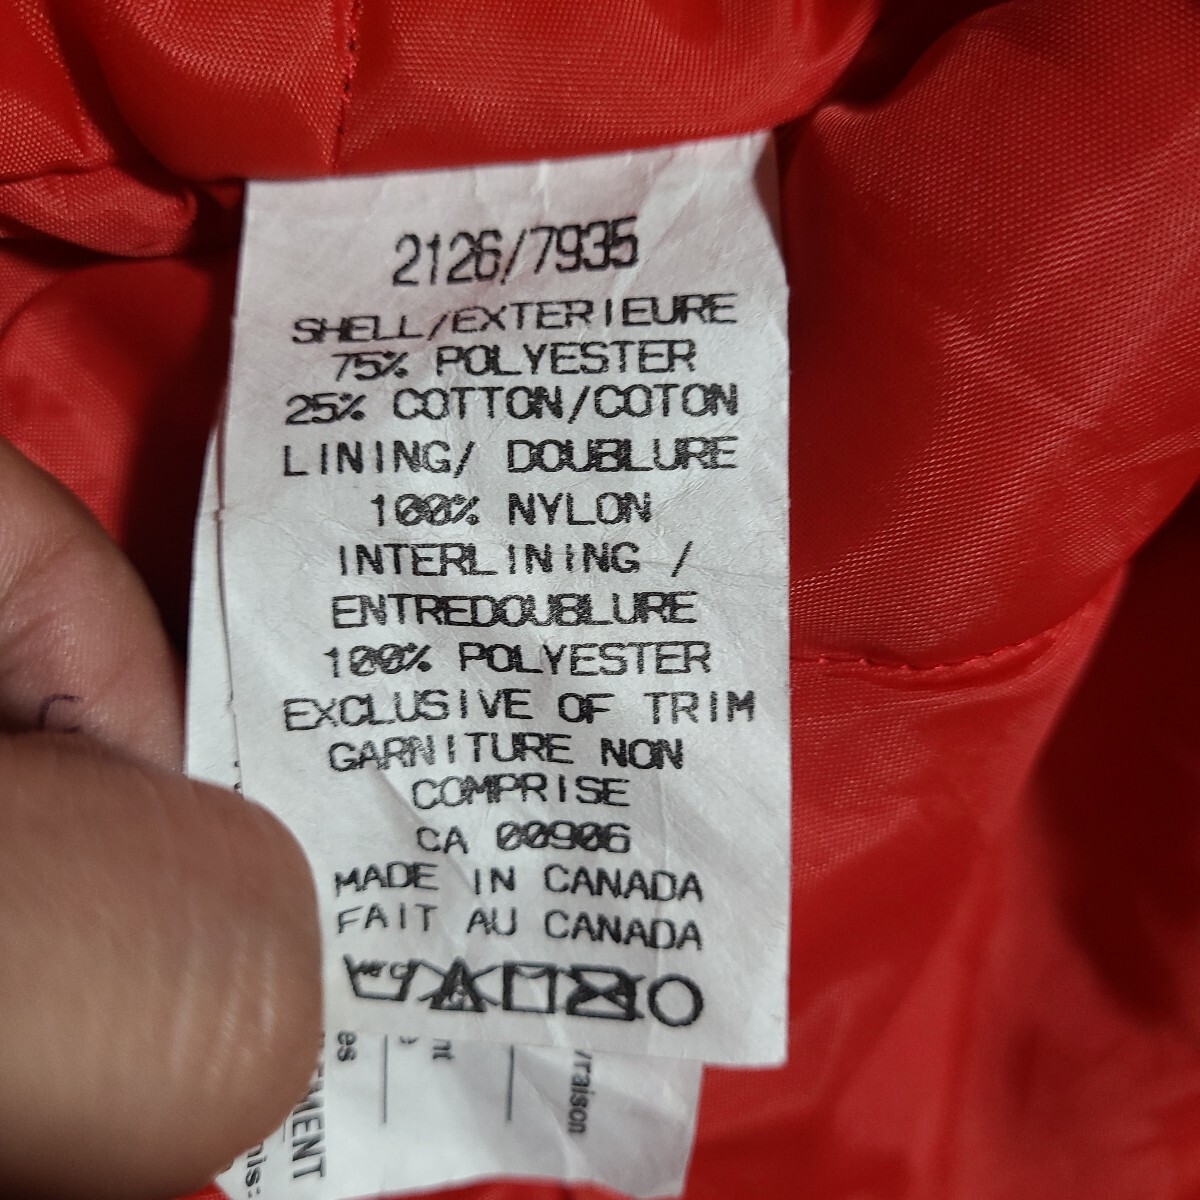 2126/7935
SHELL/EXTERIEURE
75% POLYESTER
25% COTTON/COTON
LINING/ DOUBLURE
100% NYLON
INTERLINING /
ENTREDOUBLURE
100% POLYESTER
EXCLUSIVE OF TRIM
GARNITURE NON
COMPRISE
CA 00906
MADE IN CANADA
FAIT AU CANADA